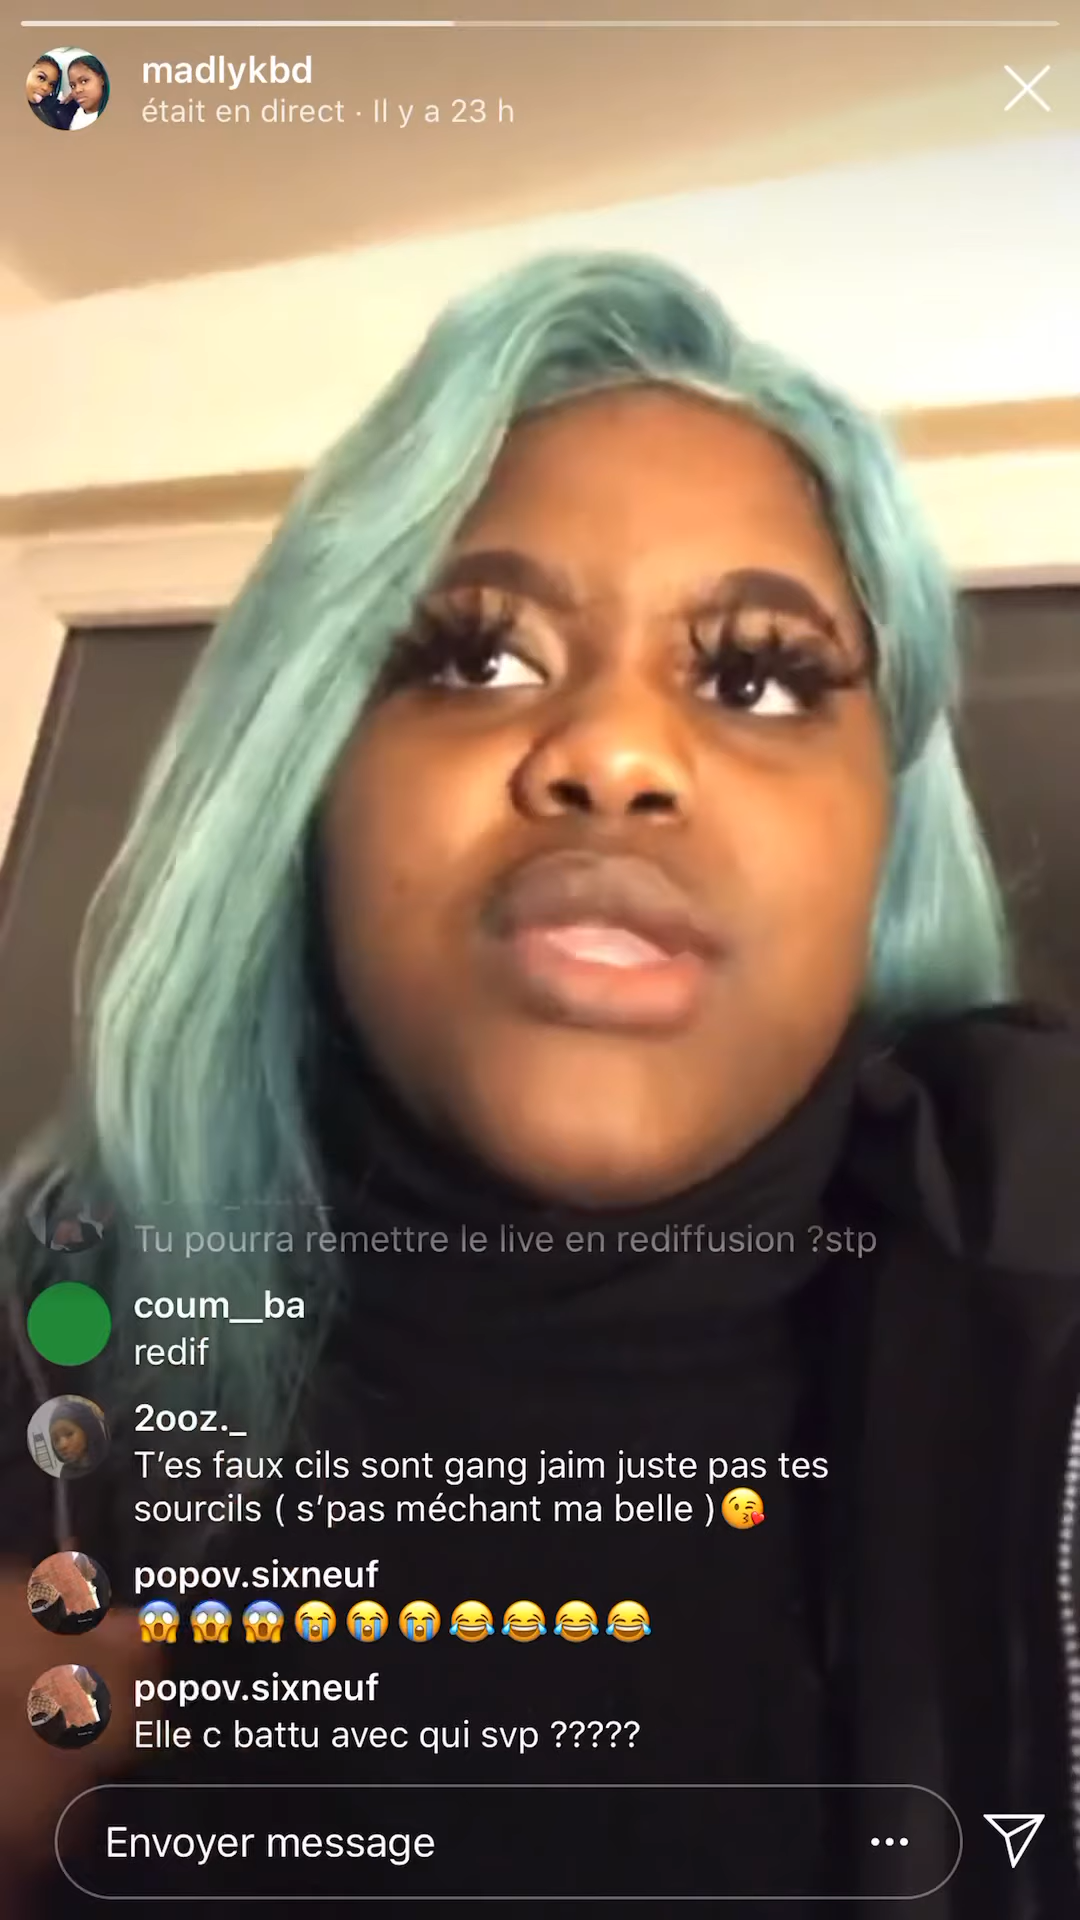 madlykbd
était en direct · Il y a 23 h
Tu pourra remettre le live en rediffusion ?stp
coum__ba
redif
2ooz._
T’es faux cils sont gang jaim juste pas tes
sourcils ( s’pas méchant ma belle )😘
popov.sixneuf
😱😱😱😭😭😭😂😂😂😂
popov.sixneuf
Elle c battu avec qui svp ?????
Envoyer message